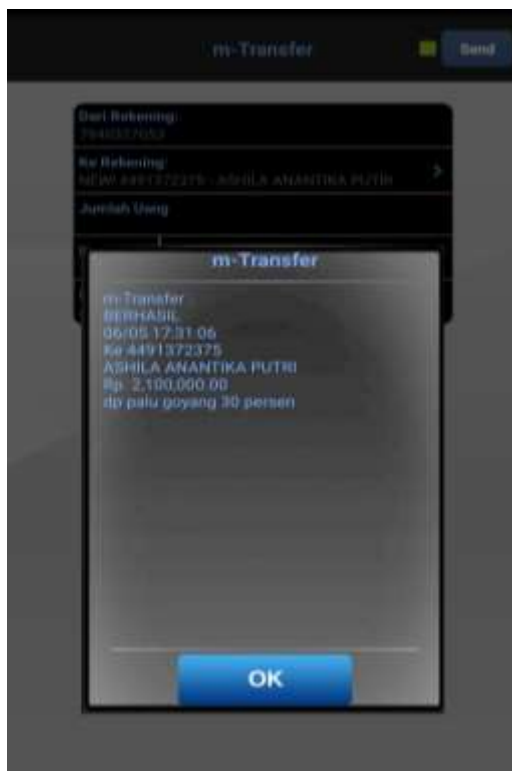 m-Transfer
Send
Dari Rekening:
Ke Rekening:
NEW! 4491372375 - ASHILA ANANTIKA PUTRI
Jumlah Uang
m-Transfer
m-Transfer
BERHASIL
06/05 17:31:06
Ke 4491372375
ASHILA ANANTIKA PUTRI
Rp. 2,100,000.00
dp palu goyang 30 persen
OK